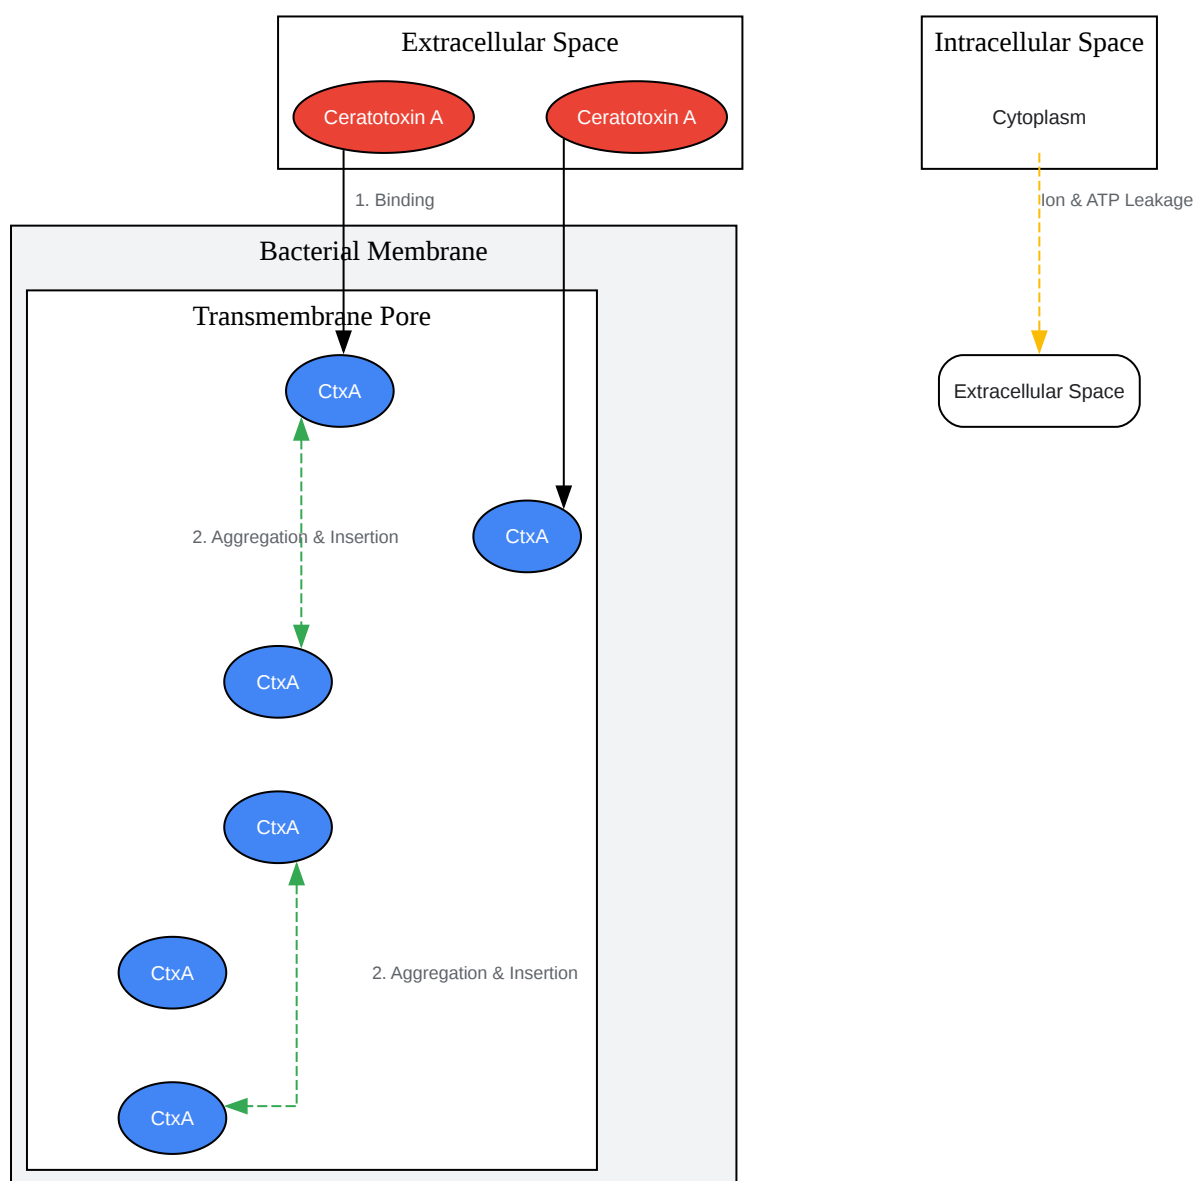 Extracellular Space
Intracellular Space
Ceratotoxin A
Ceratotoxin A
Cytoplasm
1. Binding
Ion & ATP Leakage
Bacterial Membrane
Transmembrane Pore
CtxA
Extracellular Space
2. Aggregation & Insertion
CtxA
CtxA
CtxA
CtxA
2. Aggregation & Insertion
CtxA